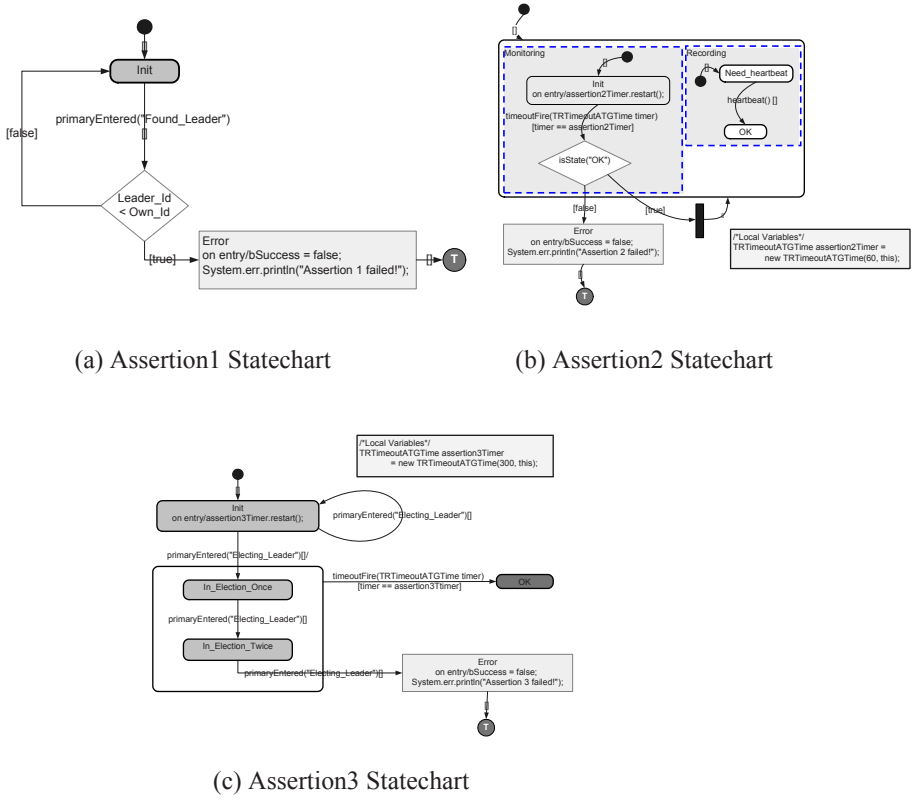 []
Init
primaryEntered("Found_Leader")
[]
[false]
Leader_Id
< Own_Id
[true]
Error
on entry/bSuccess = false;
System.err.println("Assertion 1 failed!");
[]
T
(a) Assertion1 Statechart
[]
Monitoring
[]
Init
on entry/assertion2Timer.restart();
timeoutFire(TRTimeoutATGTime timer)
[timer == assertion2Timer]
isState("OK")
Recording
[]
Need_heartbeat
heartbeat() []
OK
[false]
[true]
/
Error
on entry/bSuccess = false;
System.err.println("Assertion 2 failed!");
[]
T
/*Local Variables*/
TRTimeoutATGTime assertion2Timer =
new TRTimeoutATGTime(60, this);
(b) Assertion2 Statechart
/*Local Variables*/
TRTimeoutATGTime assertion3Timer
= new TRTimeoutATGTime(300, this);
[]
Init
on entry/assertion3Timer.restart();
primaryEntered("Electing_Leader")[]
primaryEntered("Electing_Leader")[]/
In_Election_Once
primaryEntered("Electing_Leader")[]
In_Election_Twice
timeoutFire(TRTimeoutATGTime timer)
[timer == assertion3Ttimer]
OK
primaryEntered("Electing_Leader")[]
Error
on entry/bSuccess = false;
System.err.println("Assertion 3 failed!");
[]
T
(c) Assertion3 Statechart